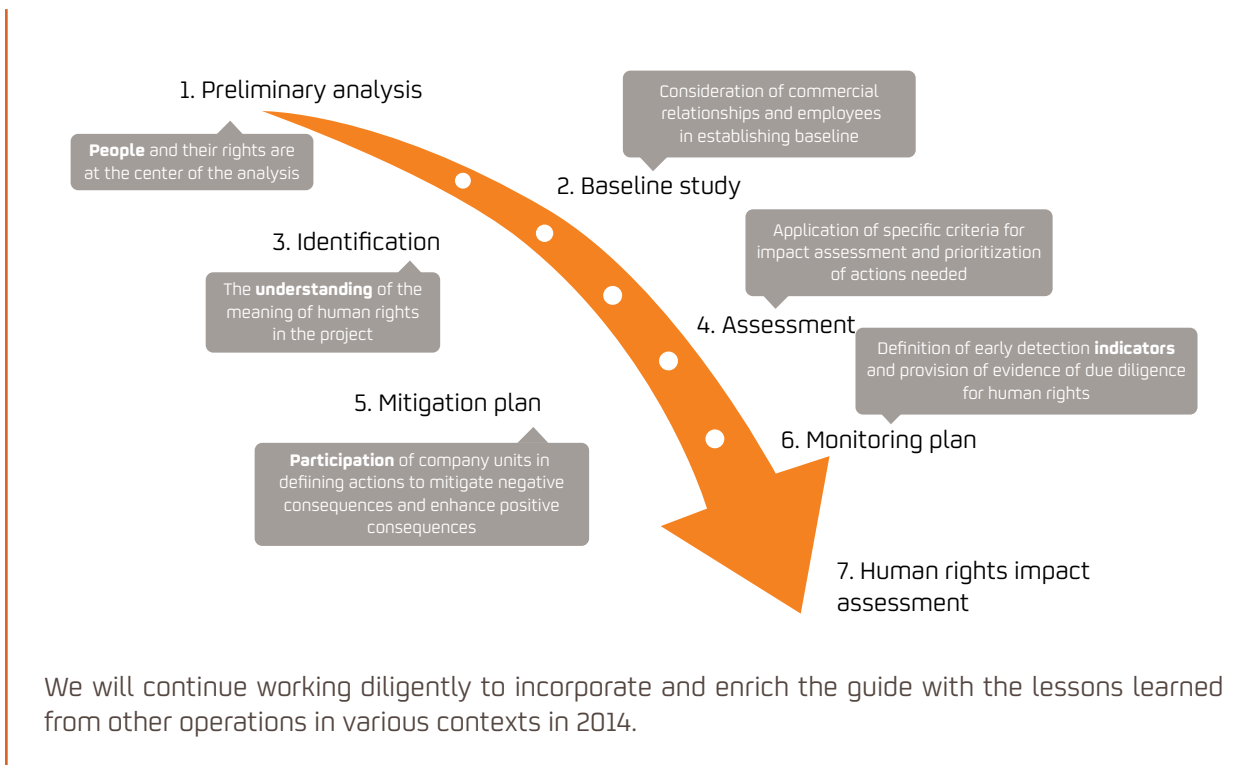 1. Preliminary analysis
People and their rights are
at the center of the analysis
Consideration of commercial
relationships and employees
in establishing baseline
2. Baseline study
3. Identification
The understanding of the
meaning of human rights
in the project
Application of specific criteria for
impact assessment and prioritization
of actions needed
4. Assessment
5. Mitigation plan
Participation of company units in
defiining actions to mitigate negative
consequences and enhance positive
consequences
Definition of early detection indicators
and provision of evidence of due diligence
for human rights
6. Monitoring plan
7. Human rights impact
assessment
We will continue working diligently to incorporate and enrich the guide with the lessons learned
from other operations in various contexts in 2014.